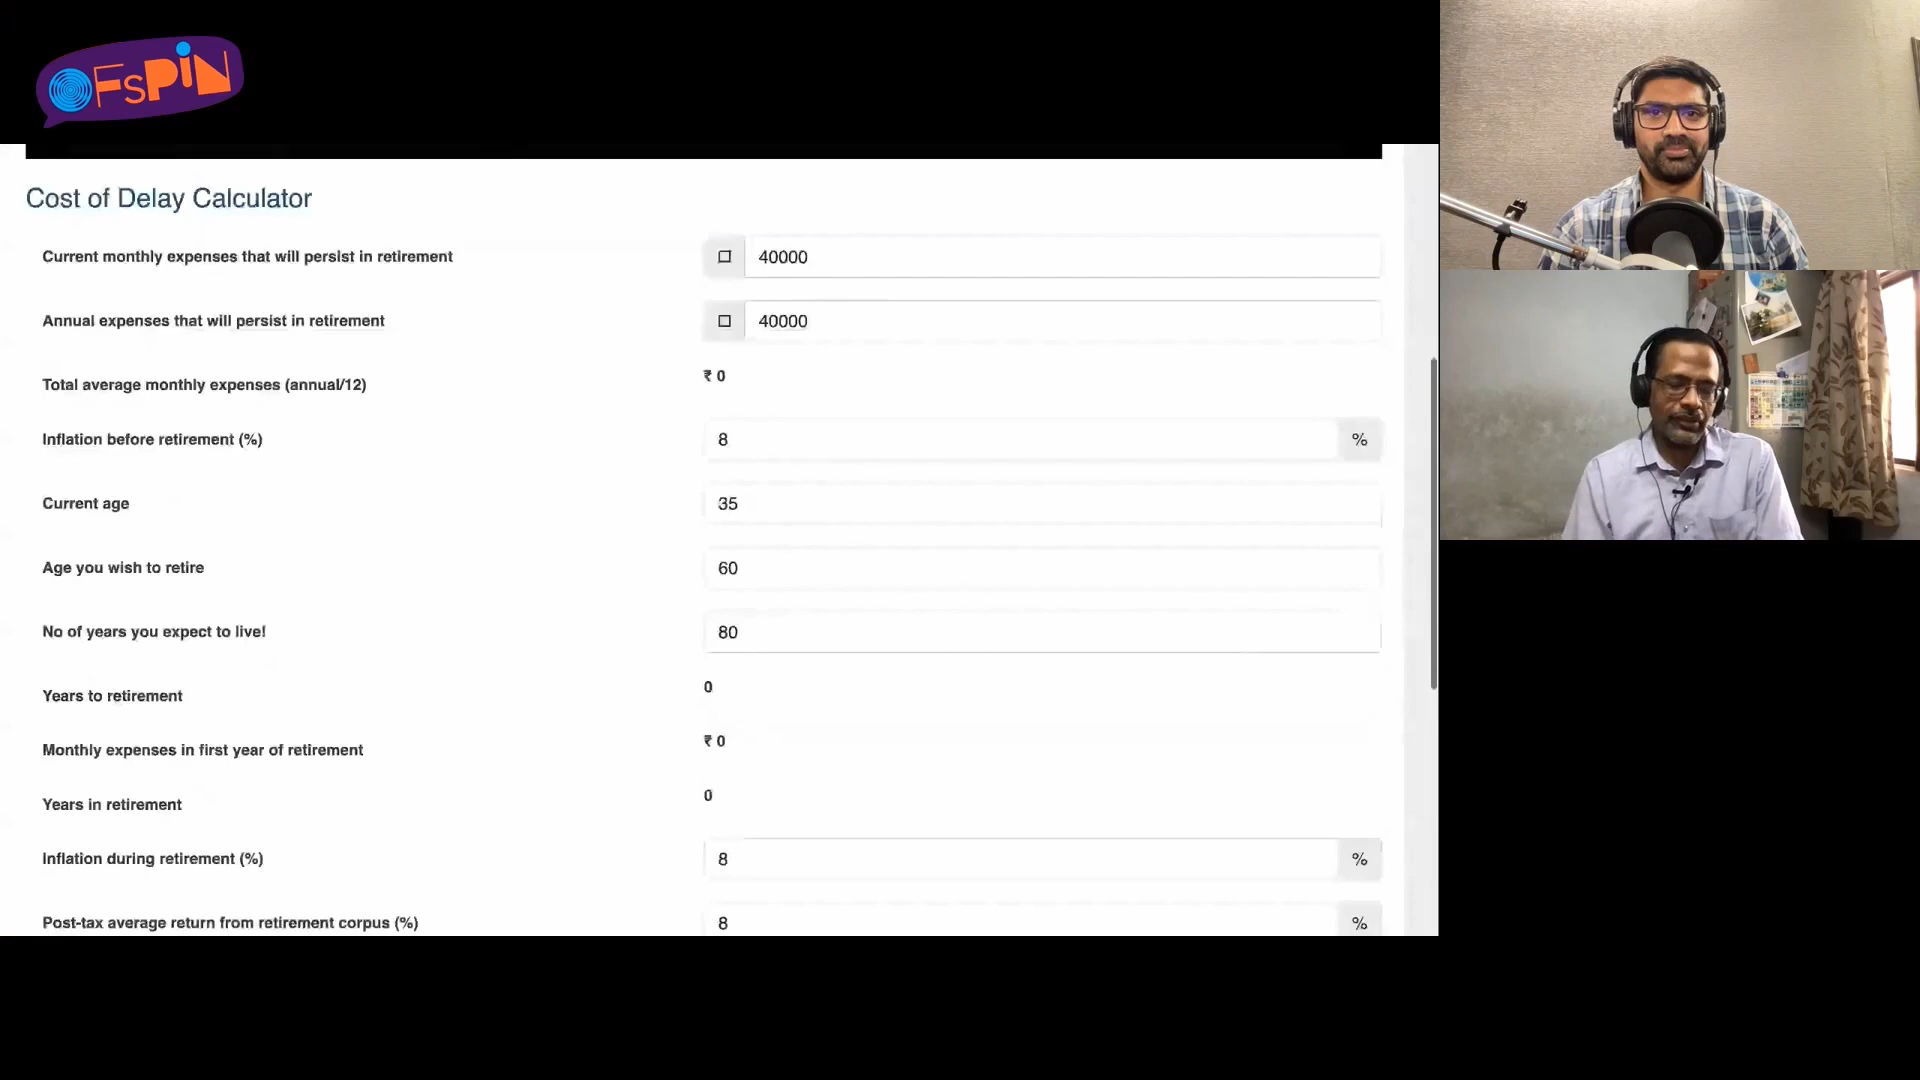 OFSPIN
Cost of Delay Calculator
Current monthly expenses that will persist in retirement 40000
Annual expenses that will persist in retirement 40000
Total average monthly expenses (annual/12) ₹ 0
Inflation before retirement (%) 8 %
Current age 35
Age you wish to retire 60
No of years you expect to live! 80
Years to retirement 0
Monthly expenses in first year of retirement ₹ 0
Years in retirement 0
Inflation during retirement (%) 8 %
Post-tax average return from retirement corpus (%) 8 %